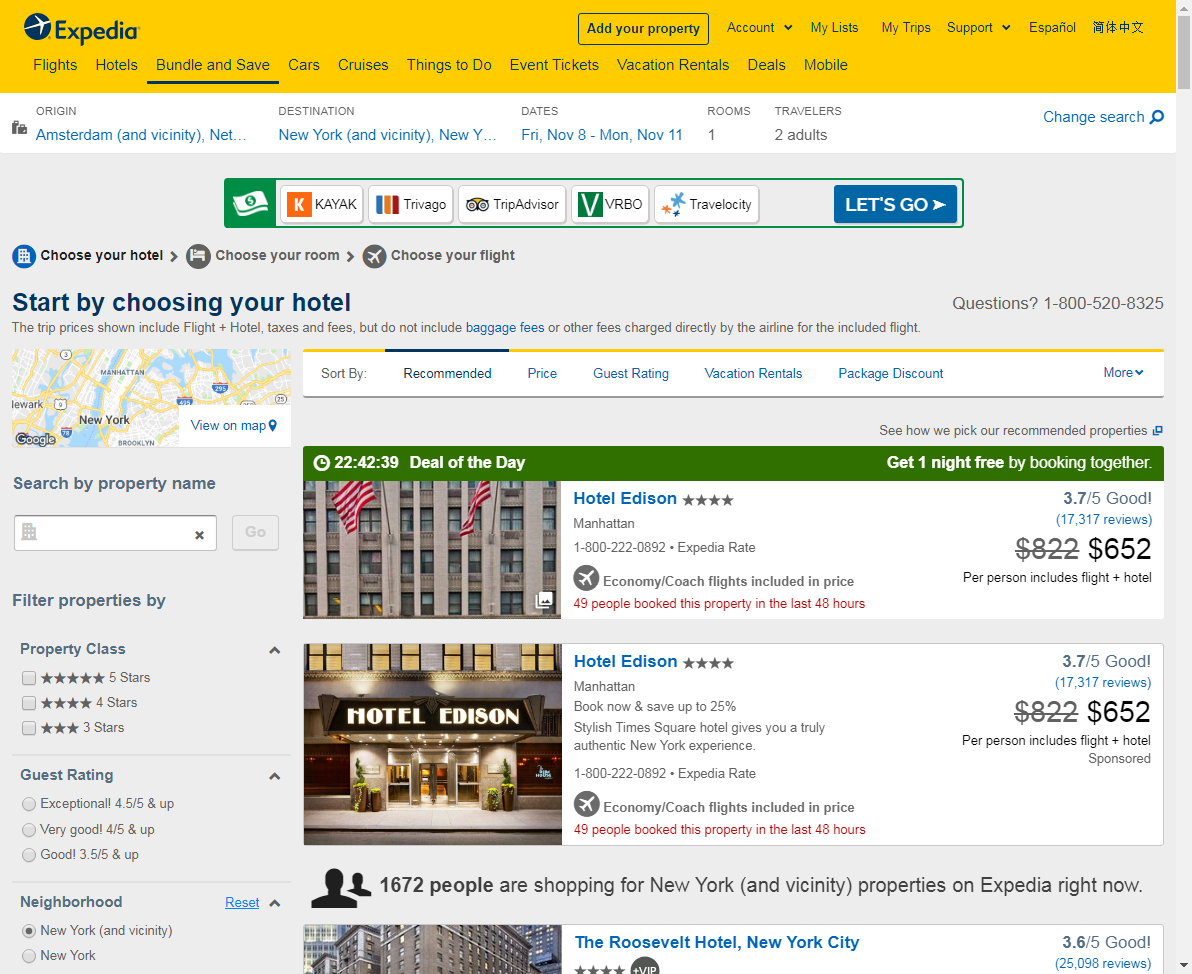 Expedia
Add your property
Account
My Lists
My Trips
Support
Español
简体中文
Flights
Hotels
Bundle and Save
Cars
Cruises
Things to Do
Event Tickets
Vacation Rentals
Deals
Mobile
ORIGIN
Amsterdam (and vicinity), Net...
DESTINATION
New York (and vicinity), New Y...
DATES
Fri, Nov 8 - Mon, Nov 11
ROOMS
1
TRAVELERS
2 adults
Change search
KAYAK
Trivago
TripAdvisor
VRBO
Travelocity
LET'S GO
Choose your hotel
Choose your room
Choose your flight
Start by choosing your hotel
Questions? 1-800-520-8325
The trip prices shown include Flight + Hotel, taxes and fees, but do not include baggage fees or other fees charged directly by the airline for the included flight.
MANHATTAN
lewark
New York
BROOKLYN
Google
3
9
295
495
25
78
View on map
Sort By:
Recommended
Price
Guest Rating
Vacation Rentals
Package Discount
More
See how we pick our recommended properties
Search by property name
Go
Filter properties by
Property Class
5 Stars
4 Stars
3 Stars
Guest Rating
Exceptional! 4.5/5 & up
Very good! 4/5 & up
Good! 3.5/5 & up
Neighborhood
Reset
New York (and vicinity)
New York
22:42:39 Deal of the Day
Get 1 night free by booking together.
Hotel Edison
3.7/5 Good!
(17,317 reviews)
Manhattan
1-800-222-0892 • Expedia Rate
$822 $652
Per person includes flight + hotel
Economy/Coach flights included in price
49 people booked this property in the last 48 hours
HOTEL EDISON
Hotel Edison
3.7/5 Good!
(17,317 reviews)
Manhattan
Book now & save up to 25%
$822 $652
Stylish Times Square hotel gives you a truly
authentic New York experience.
Per person includes flight + hotel
Sponsored
1-800-222-0892 • Expedia Rate
Economy/Coach flights included in price
49 people booked this property in the last 48 hours
1672 people are shopping for New York (and vicinity) properties on Expedia right now.
The Roosevelt Hotel, New York City
3.6/5 Good!
+VIP
(25,098 reviews)